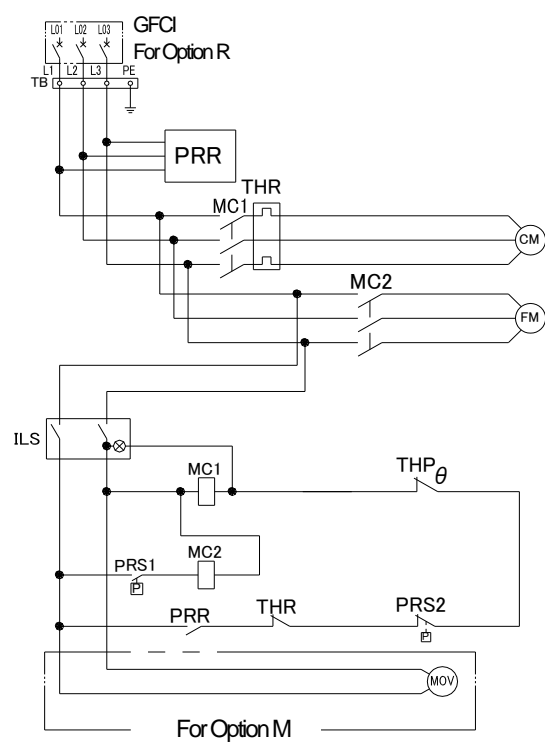 GFCI
L01 L02 L03
For Option R
L1 L2 L3 PE
TB
PRR
THR
MC1
CM
MC2
FM
ILS
MC1
THP θ
MC2
PRS1
P
PRR THR PRS2
P
MOV
For Option M